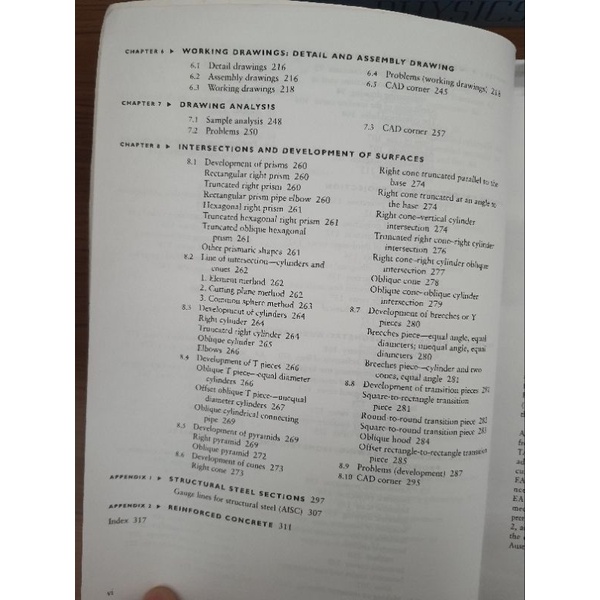 PHYSICS
CHAPTER 6 ▸ WORKING DRAWINGS: DETAIL AND ASSEMBLY DRAWING
6.1 Detail drawings 216
6.2 Assembly drawings 216
6.3 Working drawings 218
6.4 Problems (working drawings) 218
6.5 CAD corner 245
CHAPTER 7 ▸ DRAWING ANALYSIS
7.1 Sample analysis 248
7.2 Problems 250
7.3 CAD corner 257
CHAPTER 8 ▸ INTERSECTIONS AND DEVELOPMENT OF SURFACES
8.1 Development of prisms 260
Rectangular right prism 260
Truncated right prism 260
Rectangular prism pipe elbow 260
Hexagonal right prism 261
Truncated hexagonal right prism 261
Truncated oblique hexagonal
prism 261
Other prismatic shapes 261
8.2 Line of intersection—cylinders and
cones 262
1. Element method 262
2. Cutting plane method 262
3. Common sphere method 263
8.3 Development of cylinders 264
Right cylinder 264
Truncated right cylinder 264
Oblique cylinder 265
Elbows 266
8.4 Development of T pieces 266
Oblique T piece—equal diameter
cylinders 266
Offset oblique T piece—unequal
diameter cylinders 267
Oblique cylindrical connecting
pipe 269
8.5 Development of pyramids 269
Right pyramid 269
Oblique pyramid 272
8.6 Development of cones 273
Right cone 273
Right cone truncated parallel to the
base 274
Right cone truncated at an angle to
the base 274
Right cone–vertical cylinder
intersection 274
Truncated right cone–right cylinder
intersection 276
Right cone–right cylinder oblique
intersection 277
Oblique cone 278
Oblique cone–oblique cylinder
intersection 279
8.7 Development of breeches or Y
pieces 280
Breeches piece—equal angle, equal
diameters; unequal angle, equal
diameters 280
Breeches piece—cylinder and two
cones, equal angle 281
8.8 Development of transition pieces 281
Square-to-rectangle transition
piece 281
Round-to-round transition piece 282
Square-to-round transition piece 283
Oblique hood 284
Offset rectangle-to-rectangle transition
piece 285
8.9 Problems (development) 287
8.10 CAD corner 295
APPENDIX 1 ▸ STRUCTURAL STEEL SECTIONS 297
Gauge lines for structural steel (AISC) 307
APPENDIX 2 ▸ REINFORCED CONCRETE 311
Index 317
vi